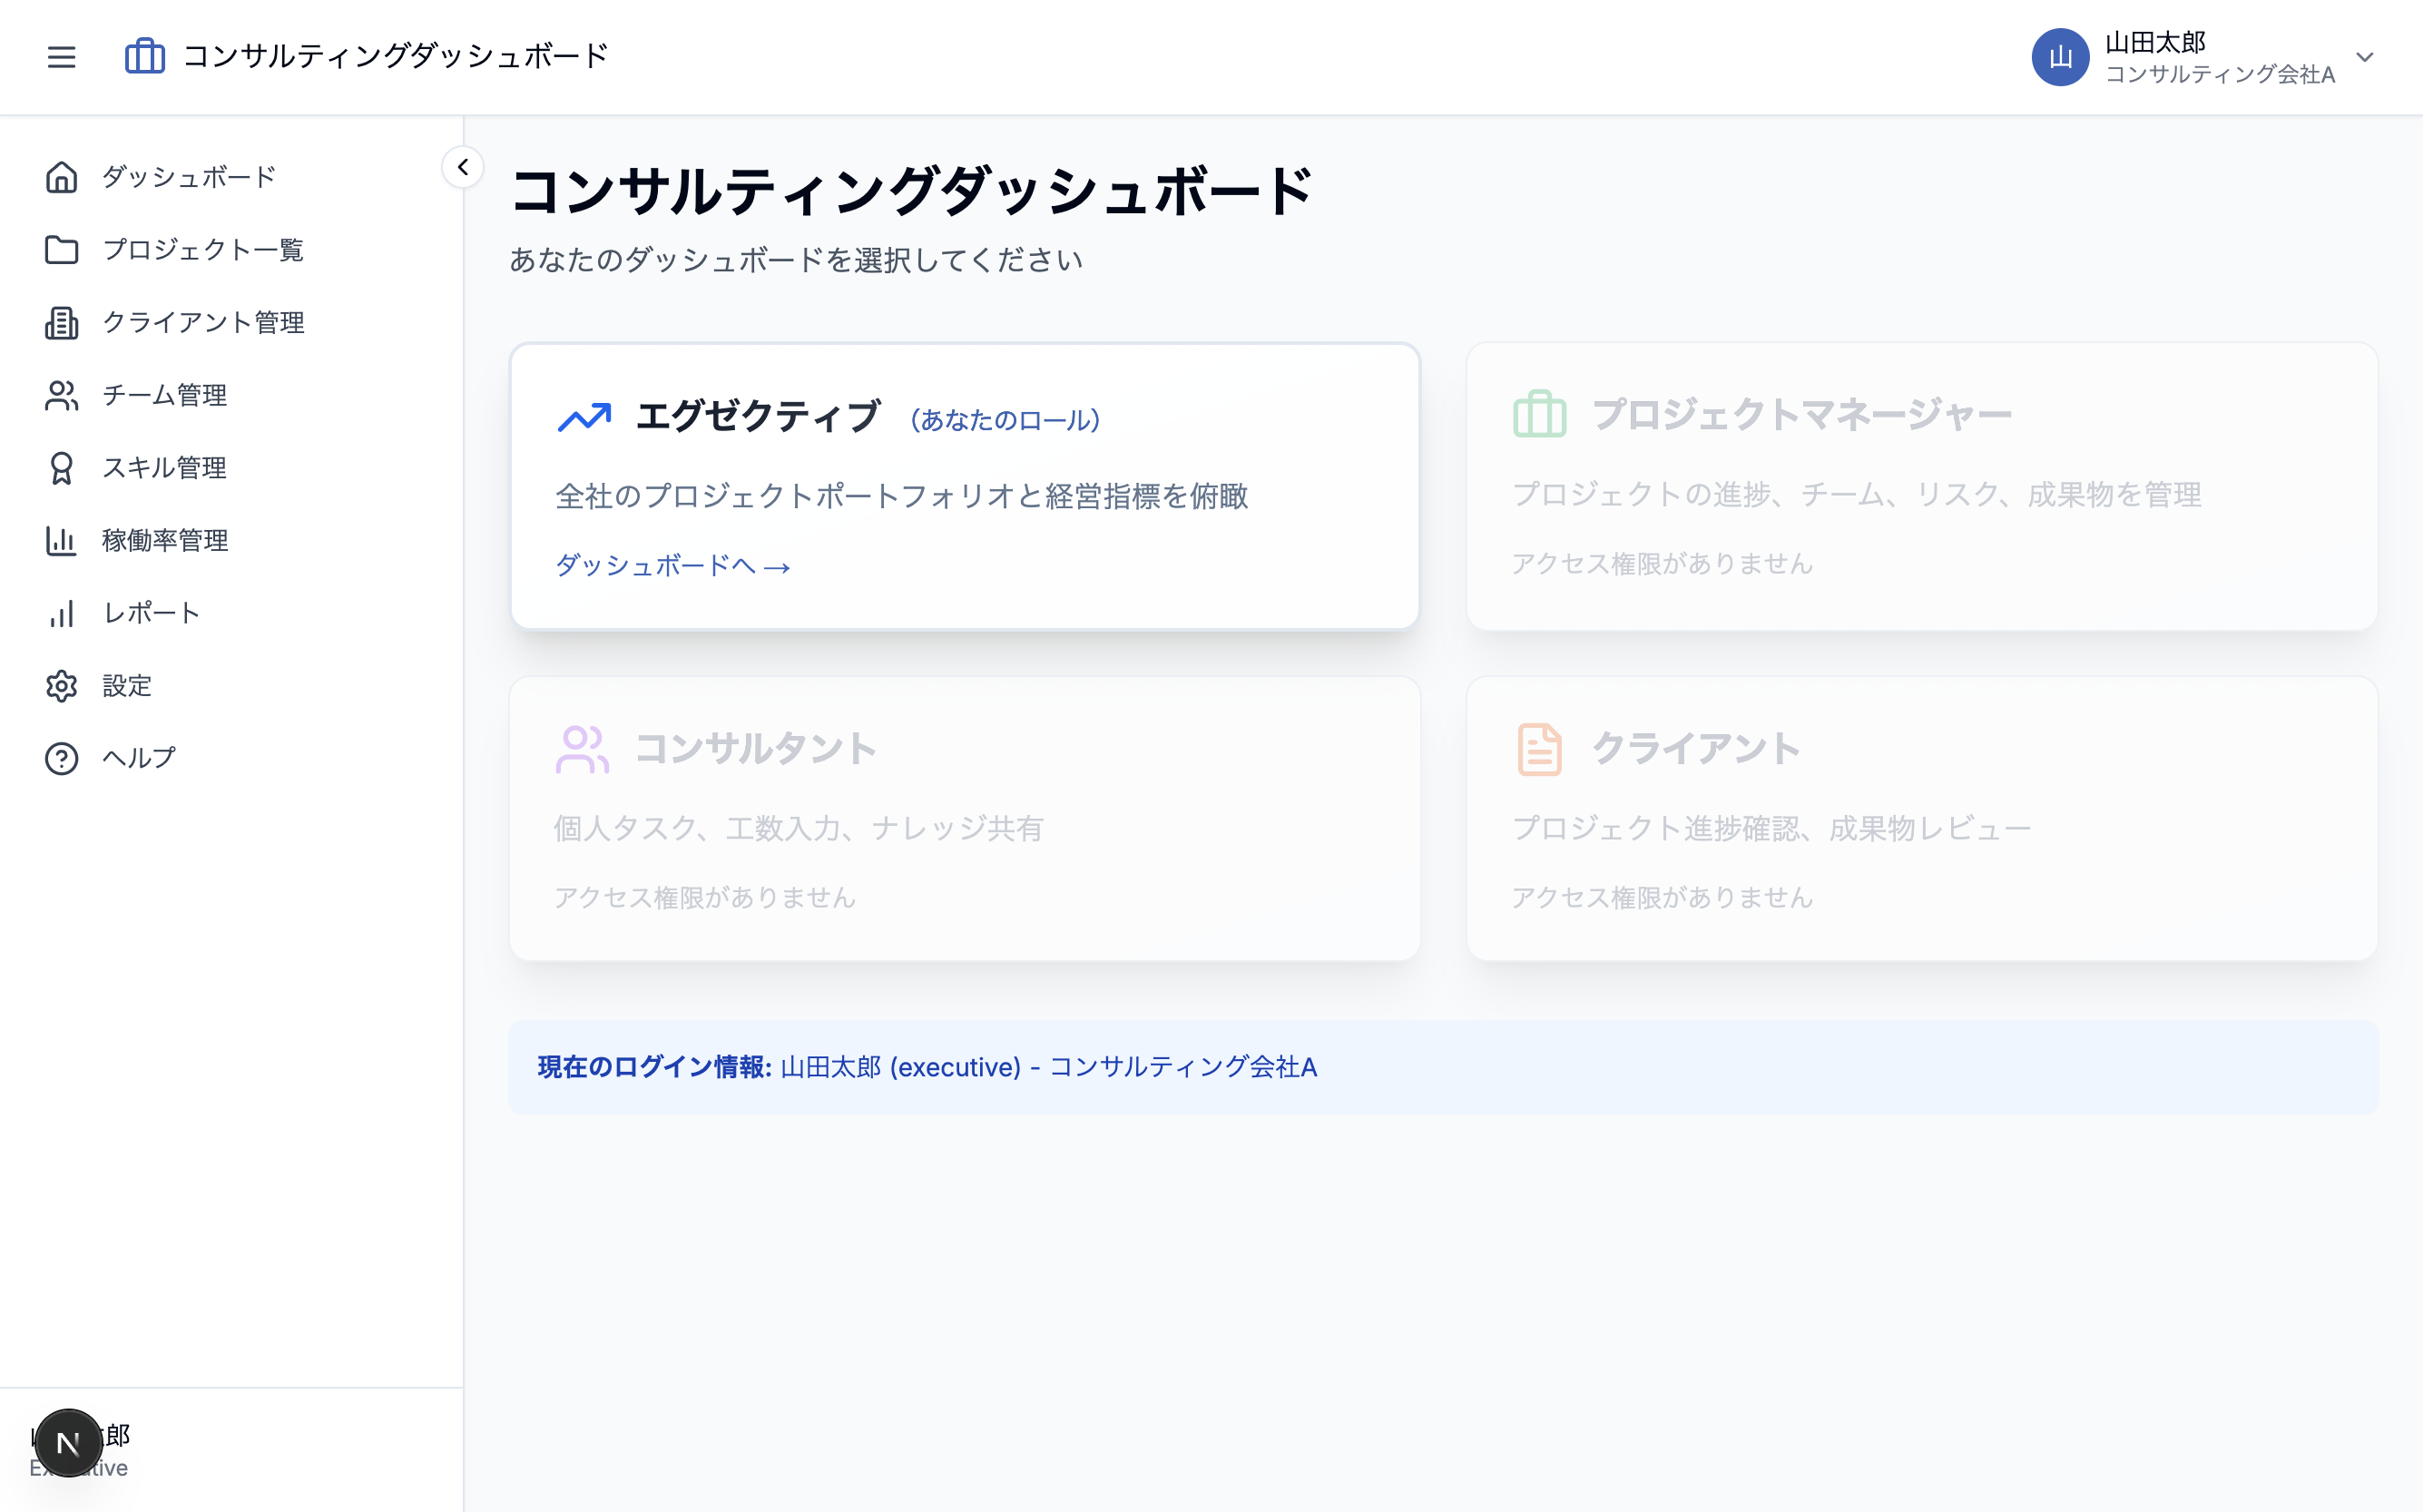 コンサルティングダッシュボード
山
山田太郎
コンサルティング会社A
ダッシュボード
プロジェクト一覧
クライアント管理
チーム管理
スキル管理
稼働率管理
レポート
設定
ヘルプ
コンサルティングダッシュボード
あなたのダッシュボードを選択してください
エグゼクティブ (あなたのロール)
全社のプロジェクトポートフォリオと経営指標を俯瞰
ダッシュボードへ →
プロジェクトマネージャー
プロジェクトの進捗、チーム、リスク、成果物を管理
アクセス権限がありません
コンサルタント
個人タスク、工数入力、ナレッジ共有
アクセス権限がありません
クライアント
プロジェクト進捗確認、成果物レビュー
アクセス権限がありません
現在のログイン情報: 山田太郎 (executive) - コンサルティング会社A
N